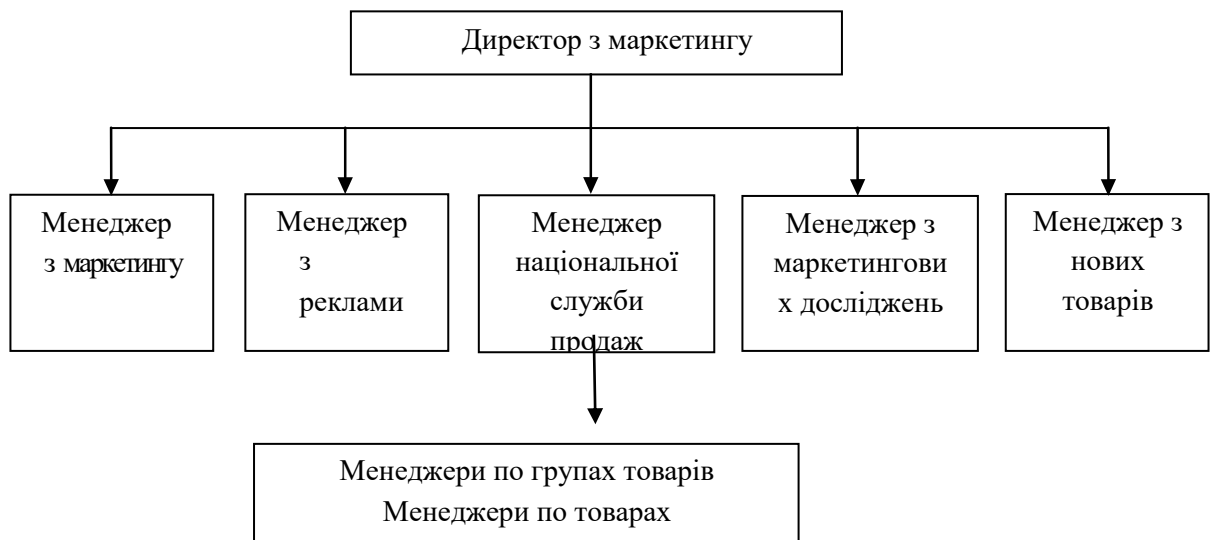 Директор з маркетингу
Менеджер
з маркетингу
Менеджер
з
реклами
Менеджер
національної
служби
продаж
Менеджер з
маркетингови
х досліджень
Менеджер з
нових
товарів
Менеджери по групах товарів
Менеджери по товарах